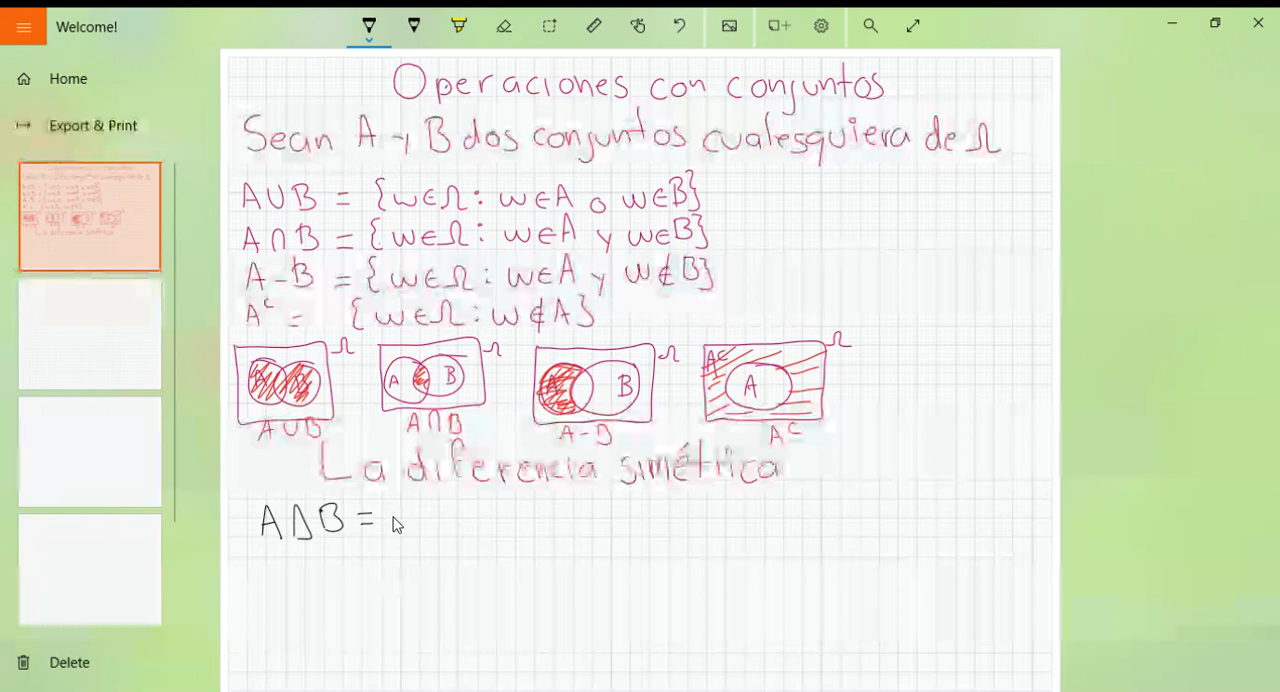 Welcome!
Home
Export & Print
Delete
Operaciones con conjuntos
Sean A y B dos conjuntos cualesquiera de Ω
A∪B = {w∈Ω: w∈A o w∈B}
A∩B = {w∈Ω: w∈A y w∈B}
A-B = {w∈Ω: w∈A y w∉B}
Aᶜ = {w∈Ω: w∉A}
Ω Ω Ω Ω
A B B Aᶜ A
A∪B A∩B A-B Aᶜ
La diferencia simétrica
A Δ B =